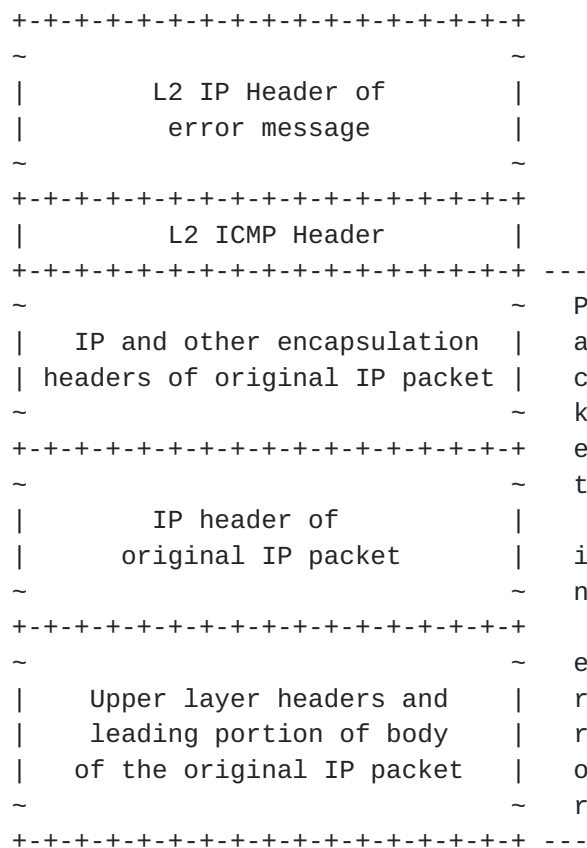 +-+-+-+-+-+-+-+-+-+-+-+-+-+-+-+-+
~                               ~
|        L2 IP Header of        |
|         error message         |
~                               ~
+-+-+-+-+-+-+-+-+-+-+-+-+-+-+-+-+
|         L2 ICMP Header        |
+-+-+-+-+-+-+-+-+-+-+-+-+-+-+-+-+ ---
~                               ~   P
|   IP and other encapsulation  |   a
| headers of original IP packet |   c
~                               ~   k
+-+-+-+-+-+-+-+-+-+-+-+-+-+-+-+-+   e
~                               ~   t
|        IP header of           |
|      original IP packet       |   i
~                               ~   n
+-+-+-+-+-+-+-+-+-+-+-+-+-+-+-+-+
~                               ~   e
|    Upper layer headers and    |   r
|    leading portion of body    |   r
|   of the original IP packet   |   o
~                               ~   r
+-+-+-+-+-+-+-+-+-+-+-+-+-+-+-+-+ ---